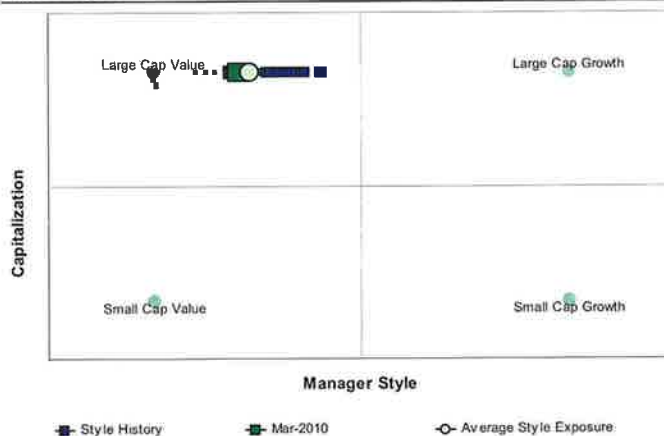 Large Cap Value
Large Cap Growth
Capitalization
Small Cap Value
Small Cap Growth
Manager Style
Style History
Mar-2010
Average Style Exposure